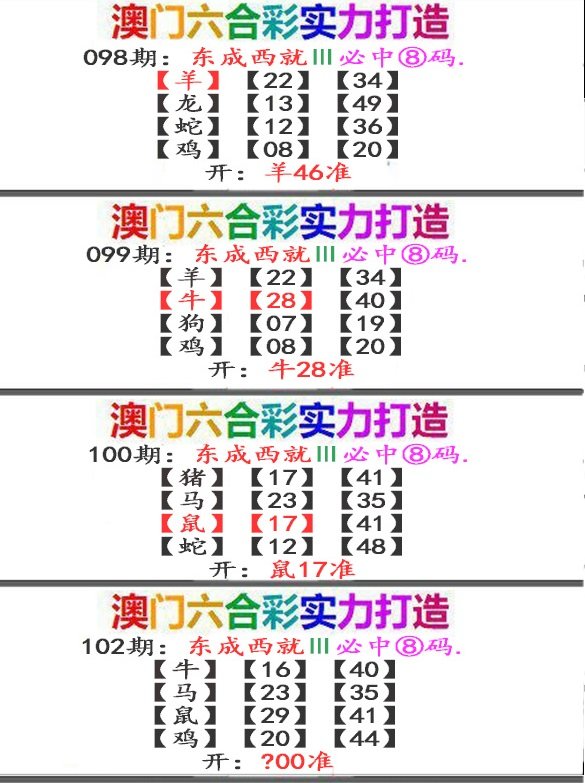 澳门六合彩实力打造
098期：东成西就III必中⑧码.
【羊】【22】【34】
【龙】【13】【49】
【蛇】【12】【36】
【鸡】【08】【20】
开：羊46准
澳门六合彩实力打造
099期：东成西就III必中⑧码.
【羊】【22】【34】
【牛】【28】【40】
【狗】【07】【19】
【鸡】【08】【20】
开：牛28准
澳门六合彩实力打造
100期：东成西就III必中⑧码.
【猪】【17】【41】
【马】【23】【35】
【鼠】【17】【41】
【蛇】【12】【48】
开：鼠17准
澳门六合彩实力打造
102期：东成西就III必中⑧码.
【牛】【16】【40】
【马】【23】【35】
【鼠】【29】【41】
【鸡】【20】【44】
开：?00准